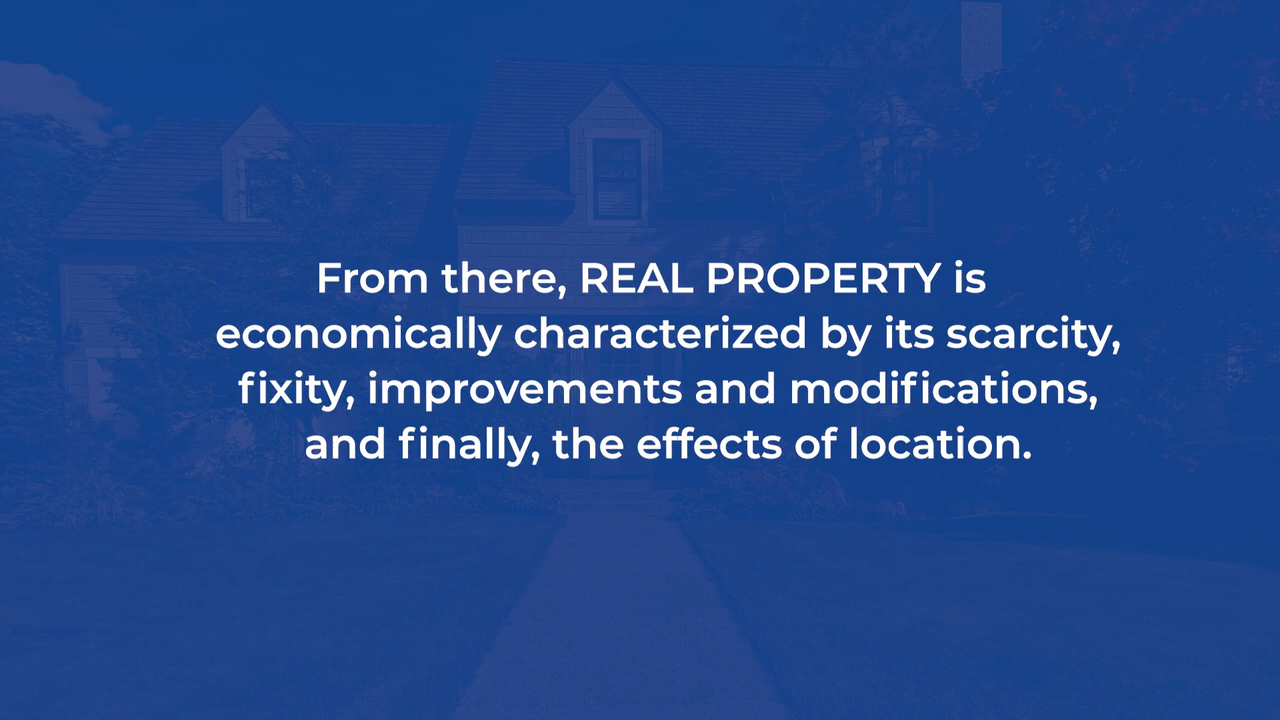 From there, REAL PROPERTY is
economically characterized by its scarcity,
fixity, improvements and modifications,
and finally, the effects of location.